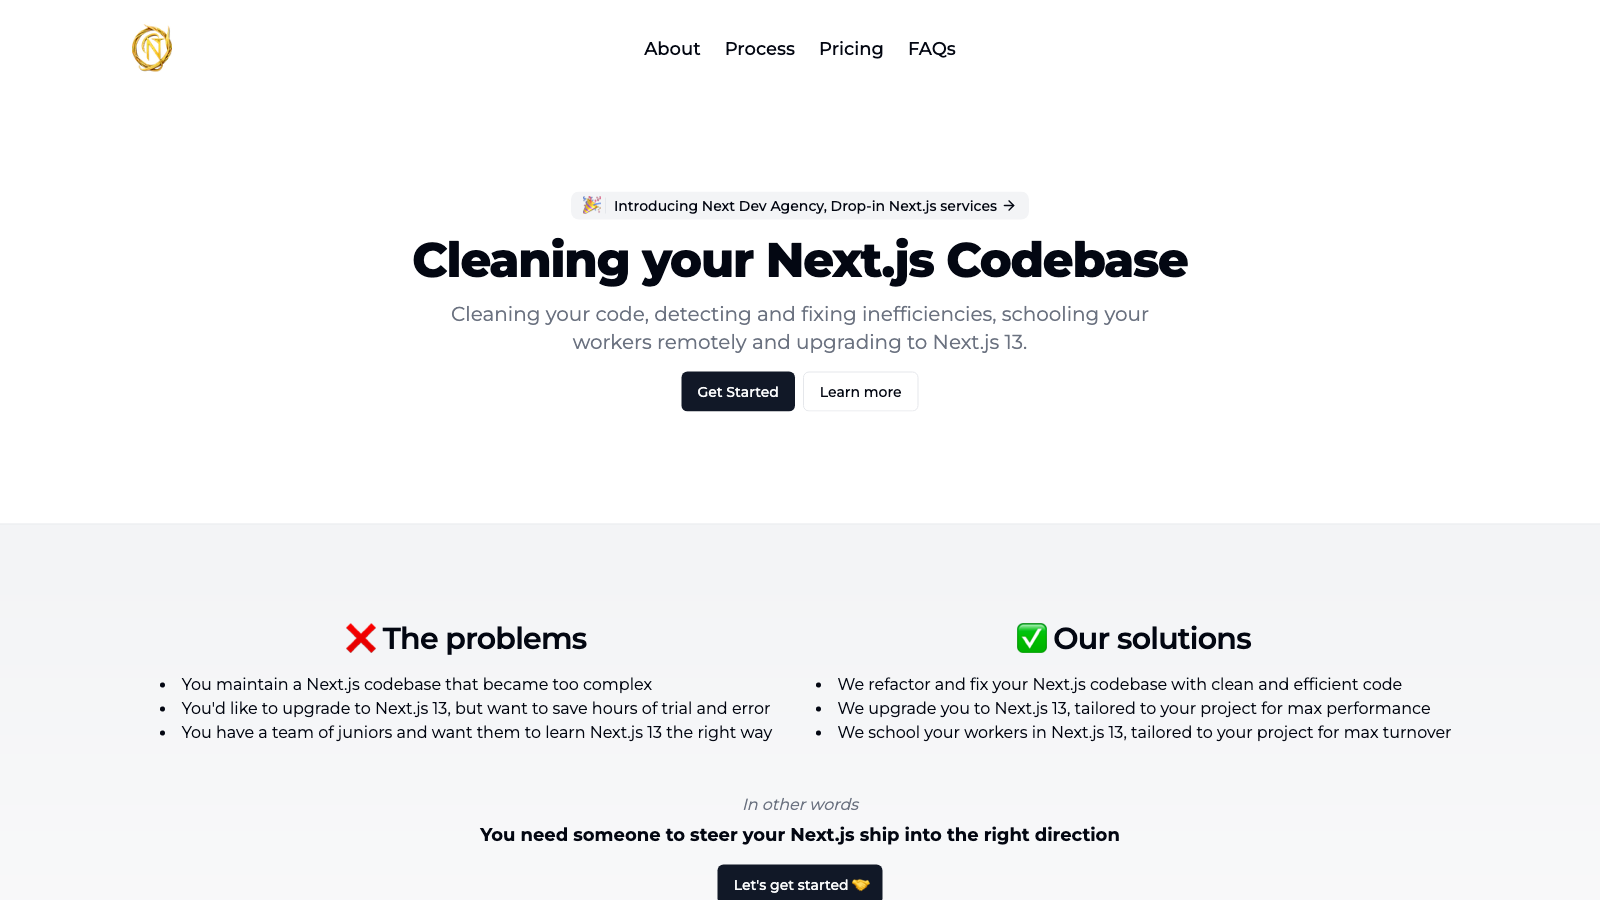 N
About Process Pricing FAQs
Introducing Next Dev Agency, Drop-in Next.js services →
Cleaning your Next.js Codebase
Cleaning your code, detecting and fixing inefficiencies, schooling your
workers remotely and upgrading to Next.js 13.
Get Started Learn more
The problems
• You maintain a Next.js codebase that became too complex
• You'd like to upgrade to Next.js 13, but want to save hours of trial and error
• You have a team of juniors and want them to learn Next.js 13 the right way
Our solutions
• We refactor and fix your Next.js codebase with clean and efficient code
• We upgrade you to Next.js 13, tailored to your project for max performance
• We school your workers in Next.js 13, tailored to your project for max turnover
In other words
You need someone to steer your Next.js ship into the right direction
Let's get started